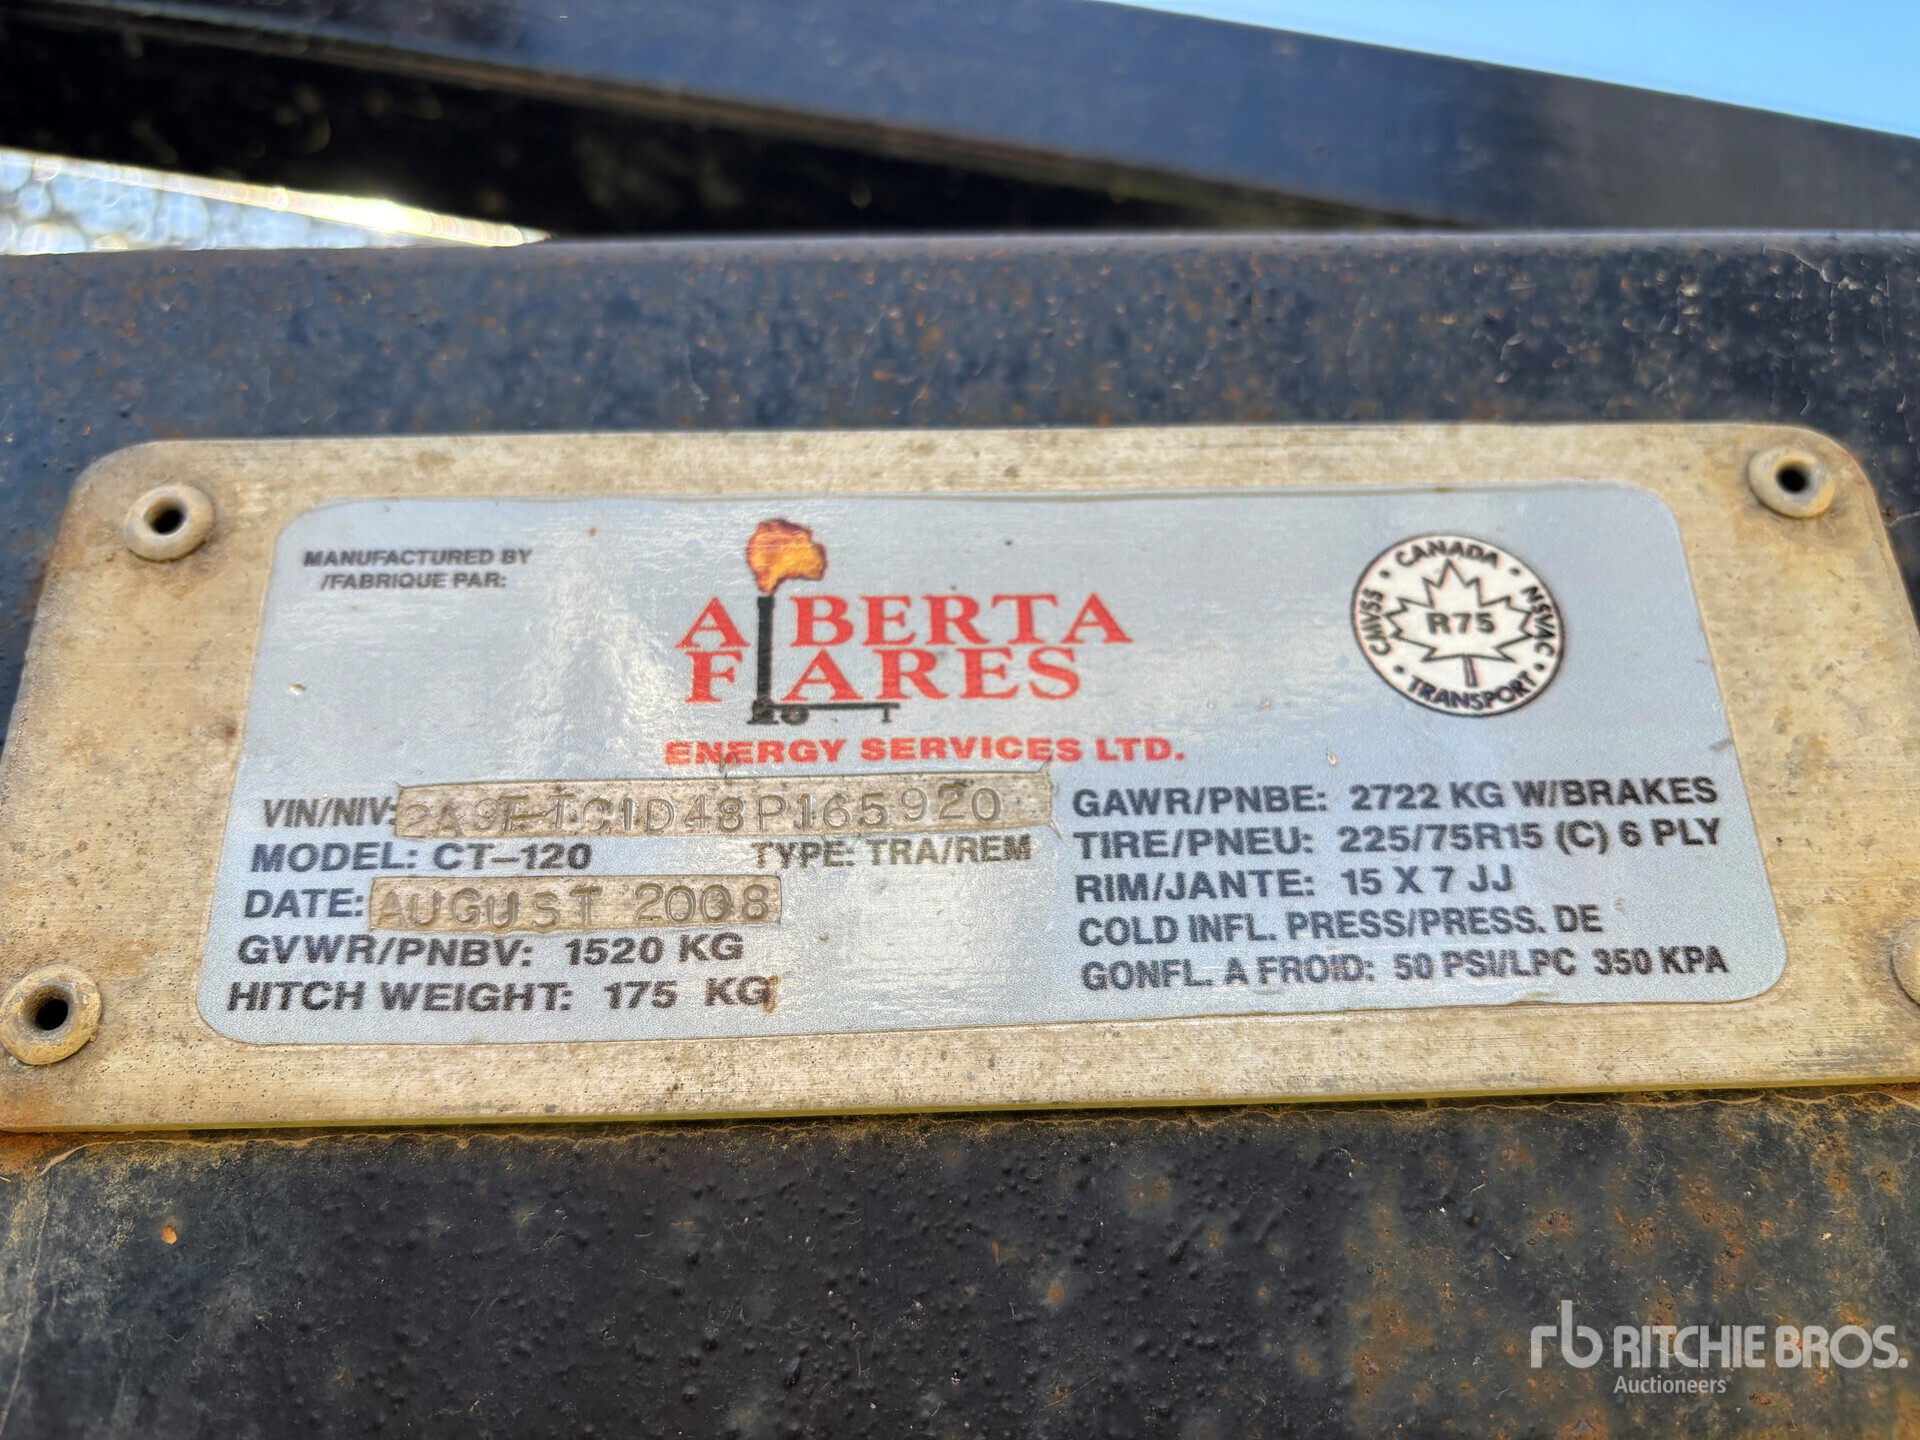 MANUFACTURED BY
/FABRIQUE PAR:
ALBERTA
FLARES
ENERGY SERVICES LTD.
CANADA
CMVSS
R75
NSVAC
TRANSPORT
VIN/NIV:
MODEL: CT-120 TYPE: TRA/REM
DATE: AUGUST 2008
GVWR/PNBV: 1520 KG
HITCH WEIGHT: 175 KG
GAWR/PNBE: 2722 KG W/BRAKES
TIRE/PNEU: 225/75R15 (C) 6 PLY
RIM/JANTE: 15 X 7 JJ
COLD INFL. PRESS/PRESS. DE
GONFL. A FROID: 50 PSI/LPC 350 KPA
rb RITCHIE BROS.
Auctioneers